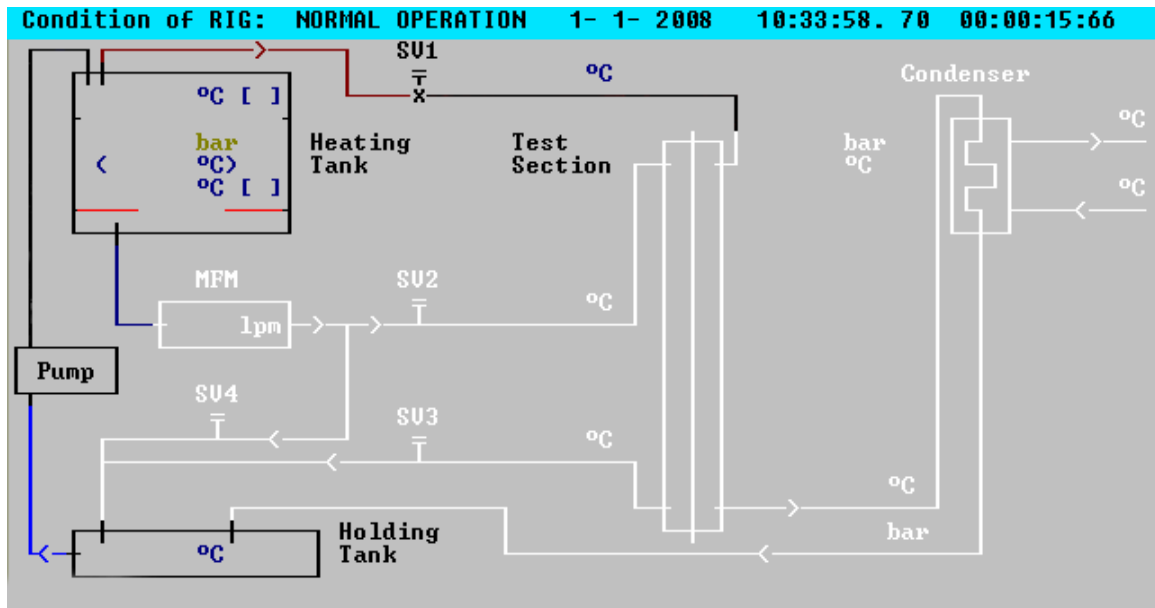 Condition of RIG: NORMAL OPERATION 1- 1- 2008 10:33:58. 70 00:00:15:66
SV1
ºC
Condenser
ºC [ ]
ºC
bar
Heating
Test
bar
( ºC)
Tank
Section
ºC
ºC [ ]
ºC
MFM
SV2
ºC
lpm
Pump
SV4
SV3
ºC
ºC
Holding
bar
ºC
Tank